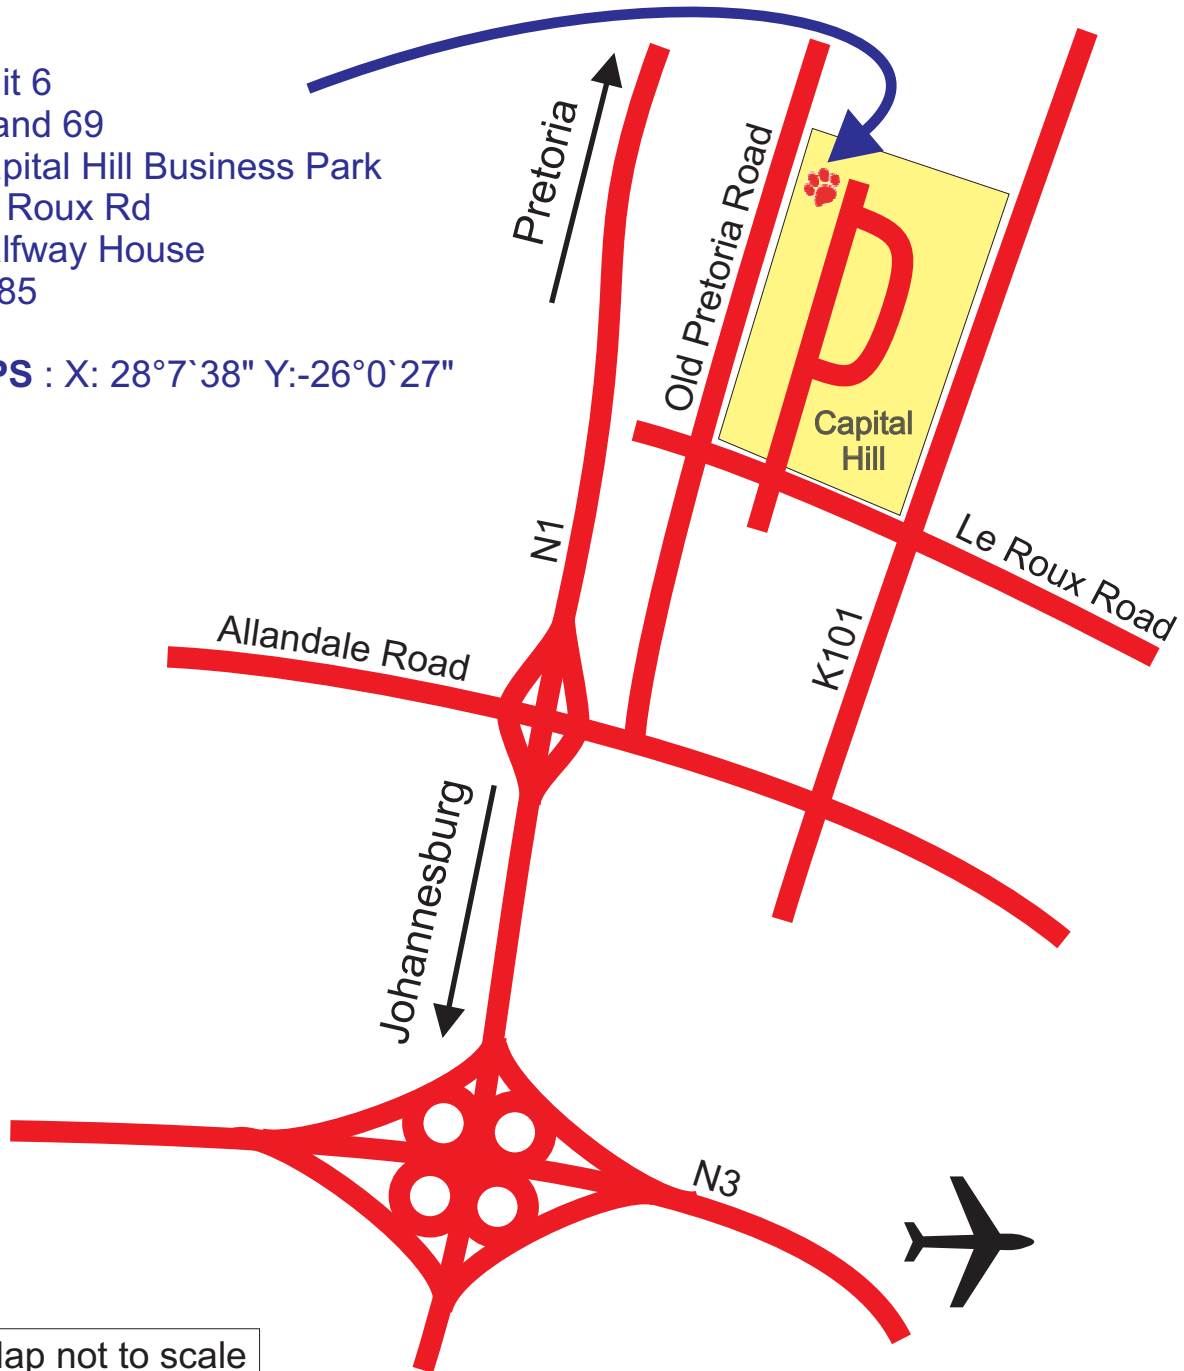 it 6
and 69
pital Hill Business Park
Roux Rd
lfway House
85
PS : X: 28°7`38" Y:-26°0`27"
Pretoria
Old Pretoria Road
Capital
Hill
N1
Le Roux Road
Allandale Road
K101
Johannesburg
N3
ap not to scale